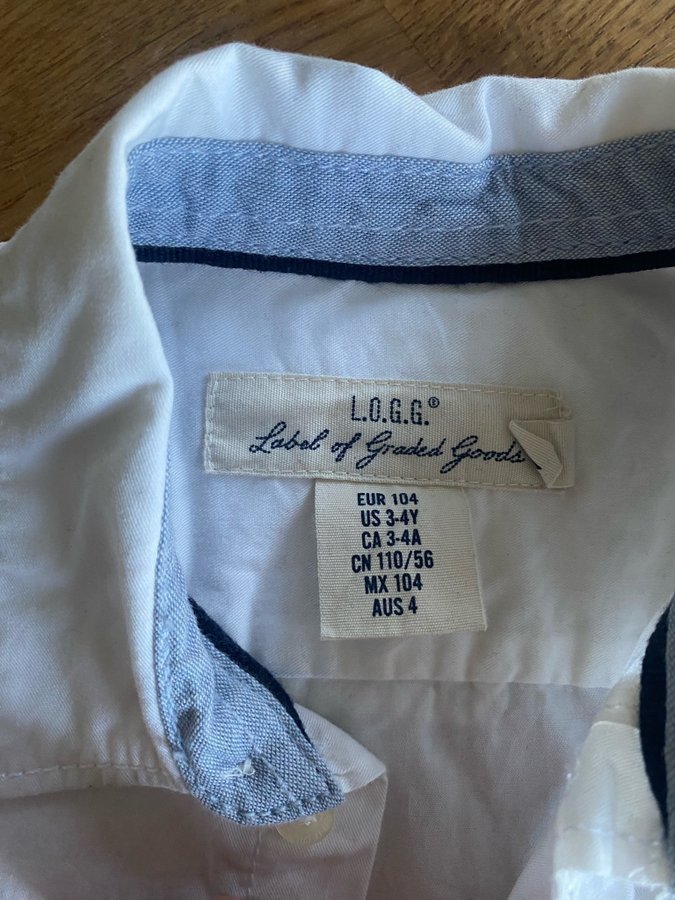 L.O.G.G.®
Label of Graded Goods
EUR 104
US 3-4Y
CA 3-4A
CN 110/56
MX 104
AUS 4